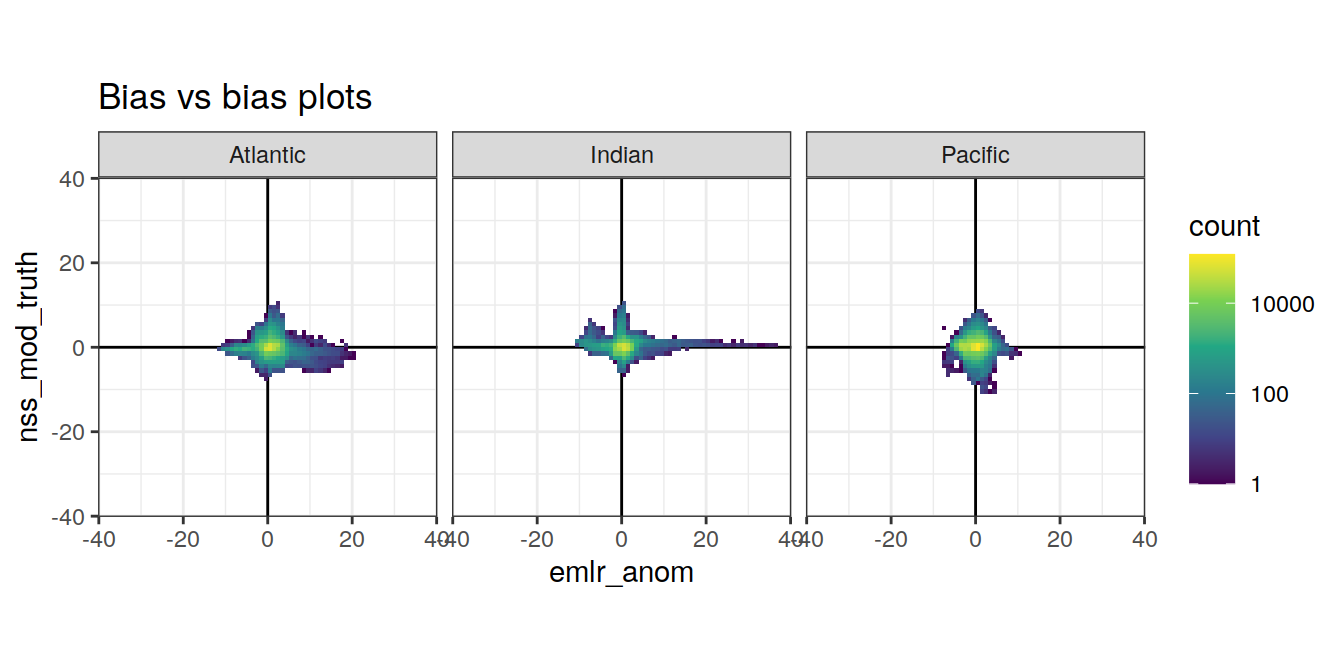 Bias vs bias plots
Atlantic
Indian
Pacific
count
10000
100
1
nss_mod_truth
40
20
0
-20
-40
-40 -20 0 20 40
-40 -20 0 20 40
-40 -20 0 20 40
emlr_anom